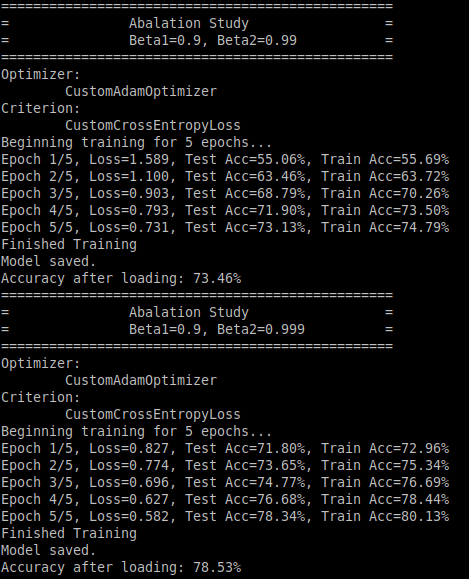 =================================================
=               Abalation Study                 =
=               Beta1=0.9, Beta2=0.99           =
=================================================
Optimizer:
        CustomAdamOptimizer
Criterion:
        CustomCrossEntropyLoss
Beginning training for 5 epochs...
Epoch 1/5, Loss=1.589, Test Acc=55.06%, Train Acc=55.69%
Epoch 2/5, Loss=1.100, Test Acc=63.46%, Train Acc=63.72%
Epoch 3/5, Loss=0.903, Test Acc=68.79%, Train Acc=70.26%
Epoch 4/5, Loss=0.793, Test Acc=71.90%, Train Acc=73.50%
Epoch 5/5, Loss=0.731, Test Acc=73.13%, Train Acc=74.79%
Finished Training
Model saved.
Accuracy after loading: 73.46%
=================================================
=               Abalation Study                 =
=               Beta1=0.9, Beta2=0.999          =
=================================================
Optimizer:
        CustomAdamOptimizer
Criterion:
        CustomCrossEntropyLoss
Beginning training for 5 epochs...
Epoch 1/5, Loss=0.827, Test Acc=71.80%, Train Acc=72.96%
Epoch 2/5, Loss=0.774, Test Acc=73.65%, Train Acc=75.34%
Epoch 3/5, Loss=0.696, Test Acc=74.77%, Train Acc=76.69%
Epoch 4/5, Loss=0.627, Test Acc=76.68%, Train Acc=78.44%
Epoch 5/5, Loss=0.582, Test Acc=78.34%, Train Acc=80.13%
Finished Training
Model saved.
Accuracy after loading: 78.53%